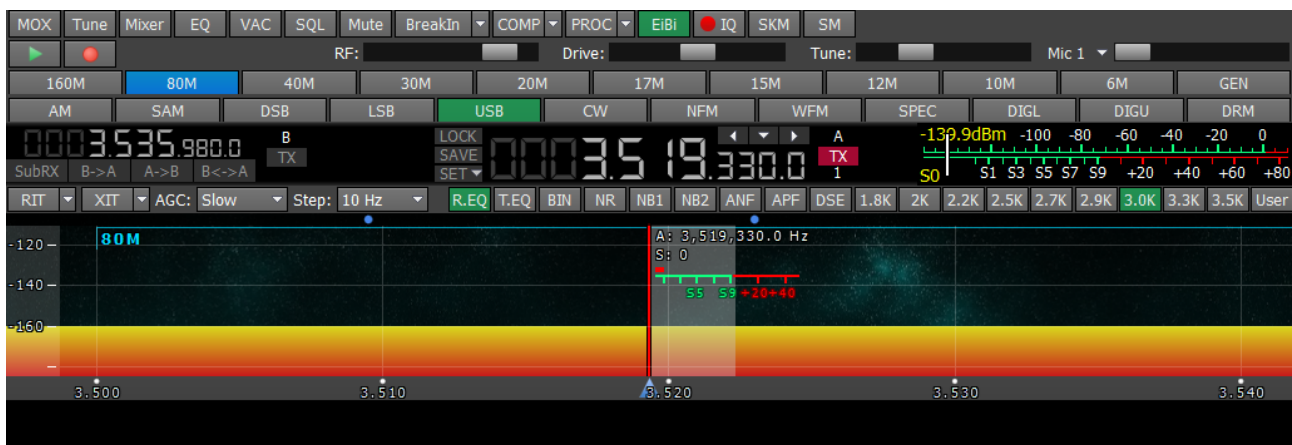 MOX Tune Mixer EQ VAC SQL Mute BreakIn COMP PROC EiBi IQ SKM SM
RF: Drive: Tune: Mic 1
160M 80M 40M 30M 20M 17M 15M 12M 10M 6M GEN
AM SAM DSB LSB USB CW NFM WFM SPEC DIGL DIGU DRM
0003.535.980.0 B TX
SubRX B->A A->B B<->A
LOCK SAVE SET
0003.519.330.0 A TX 1
-139.9dBm -100 -80 -60 -40 -20 0
S0 S1 S3 S5 S7 S9 +20 +40 +60 +80
RIT XIT AGC: Slow Step: 10 Hz R.EQ T.EQ BIN NR NB1 NB2 ANF APF DSE 1.8K 2K 2.2K 2.5K 2.7K 2.9K 3.0K 3.3K 3.5K User
80M
A: 3,519,330.0 Hz
S: 0
S5 S9 +20 +40
-120
-140
-160
3.500 3.510 3.520 3.530 3.540